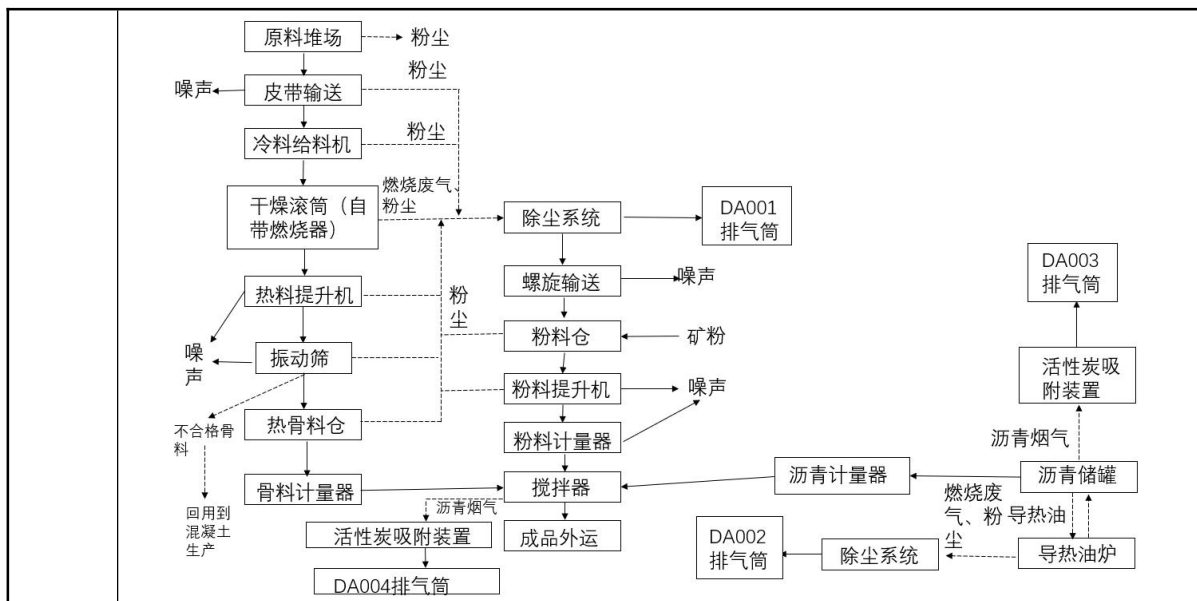 原料堆场
粉尘
粉尘
噪声
皮带输送
粉尘
冷料给料机
燃烧废气、
粉尘
干燥滚筒（自
带燃烧器）
除尘系统
DA001
排气筒
DA003
排气筒
螺旋输送
噪声
热料提升机
粉
尘
粉料仓
矿粉
噪
声
振动筛
活性炭吸
附装置
粉料提升机
噪声
不合格骨
料
热骨料仓
粉料计量器
沥青烟气
骨料计量器
搅拌器
沥青计量器
沥青储罐
沥青烟气
燃烧废
气、粉
尘
导热油
回用到
混凝土
生产
活性炭吸附装置
成品外运
DA002
排气筒
除尘系统
导热油炉
DA004排气筒